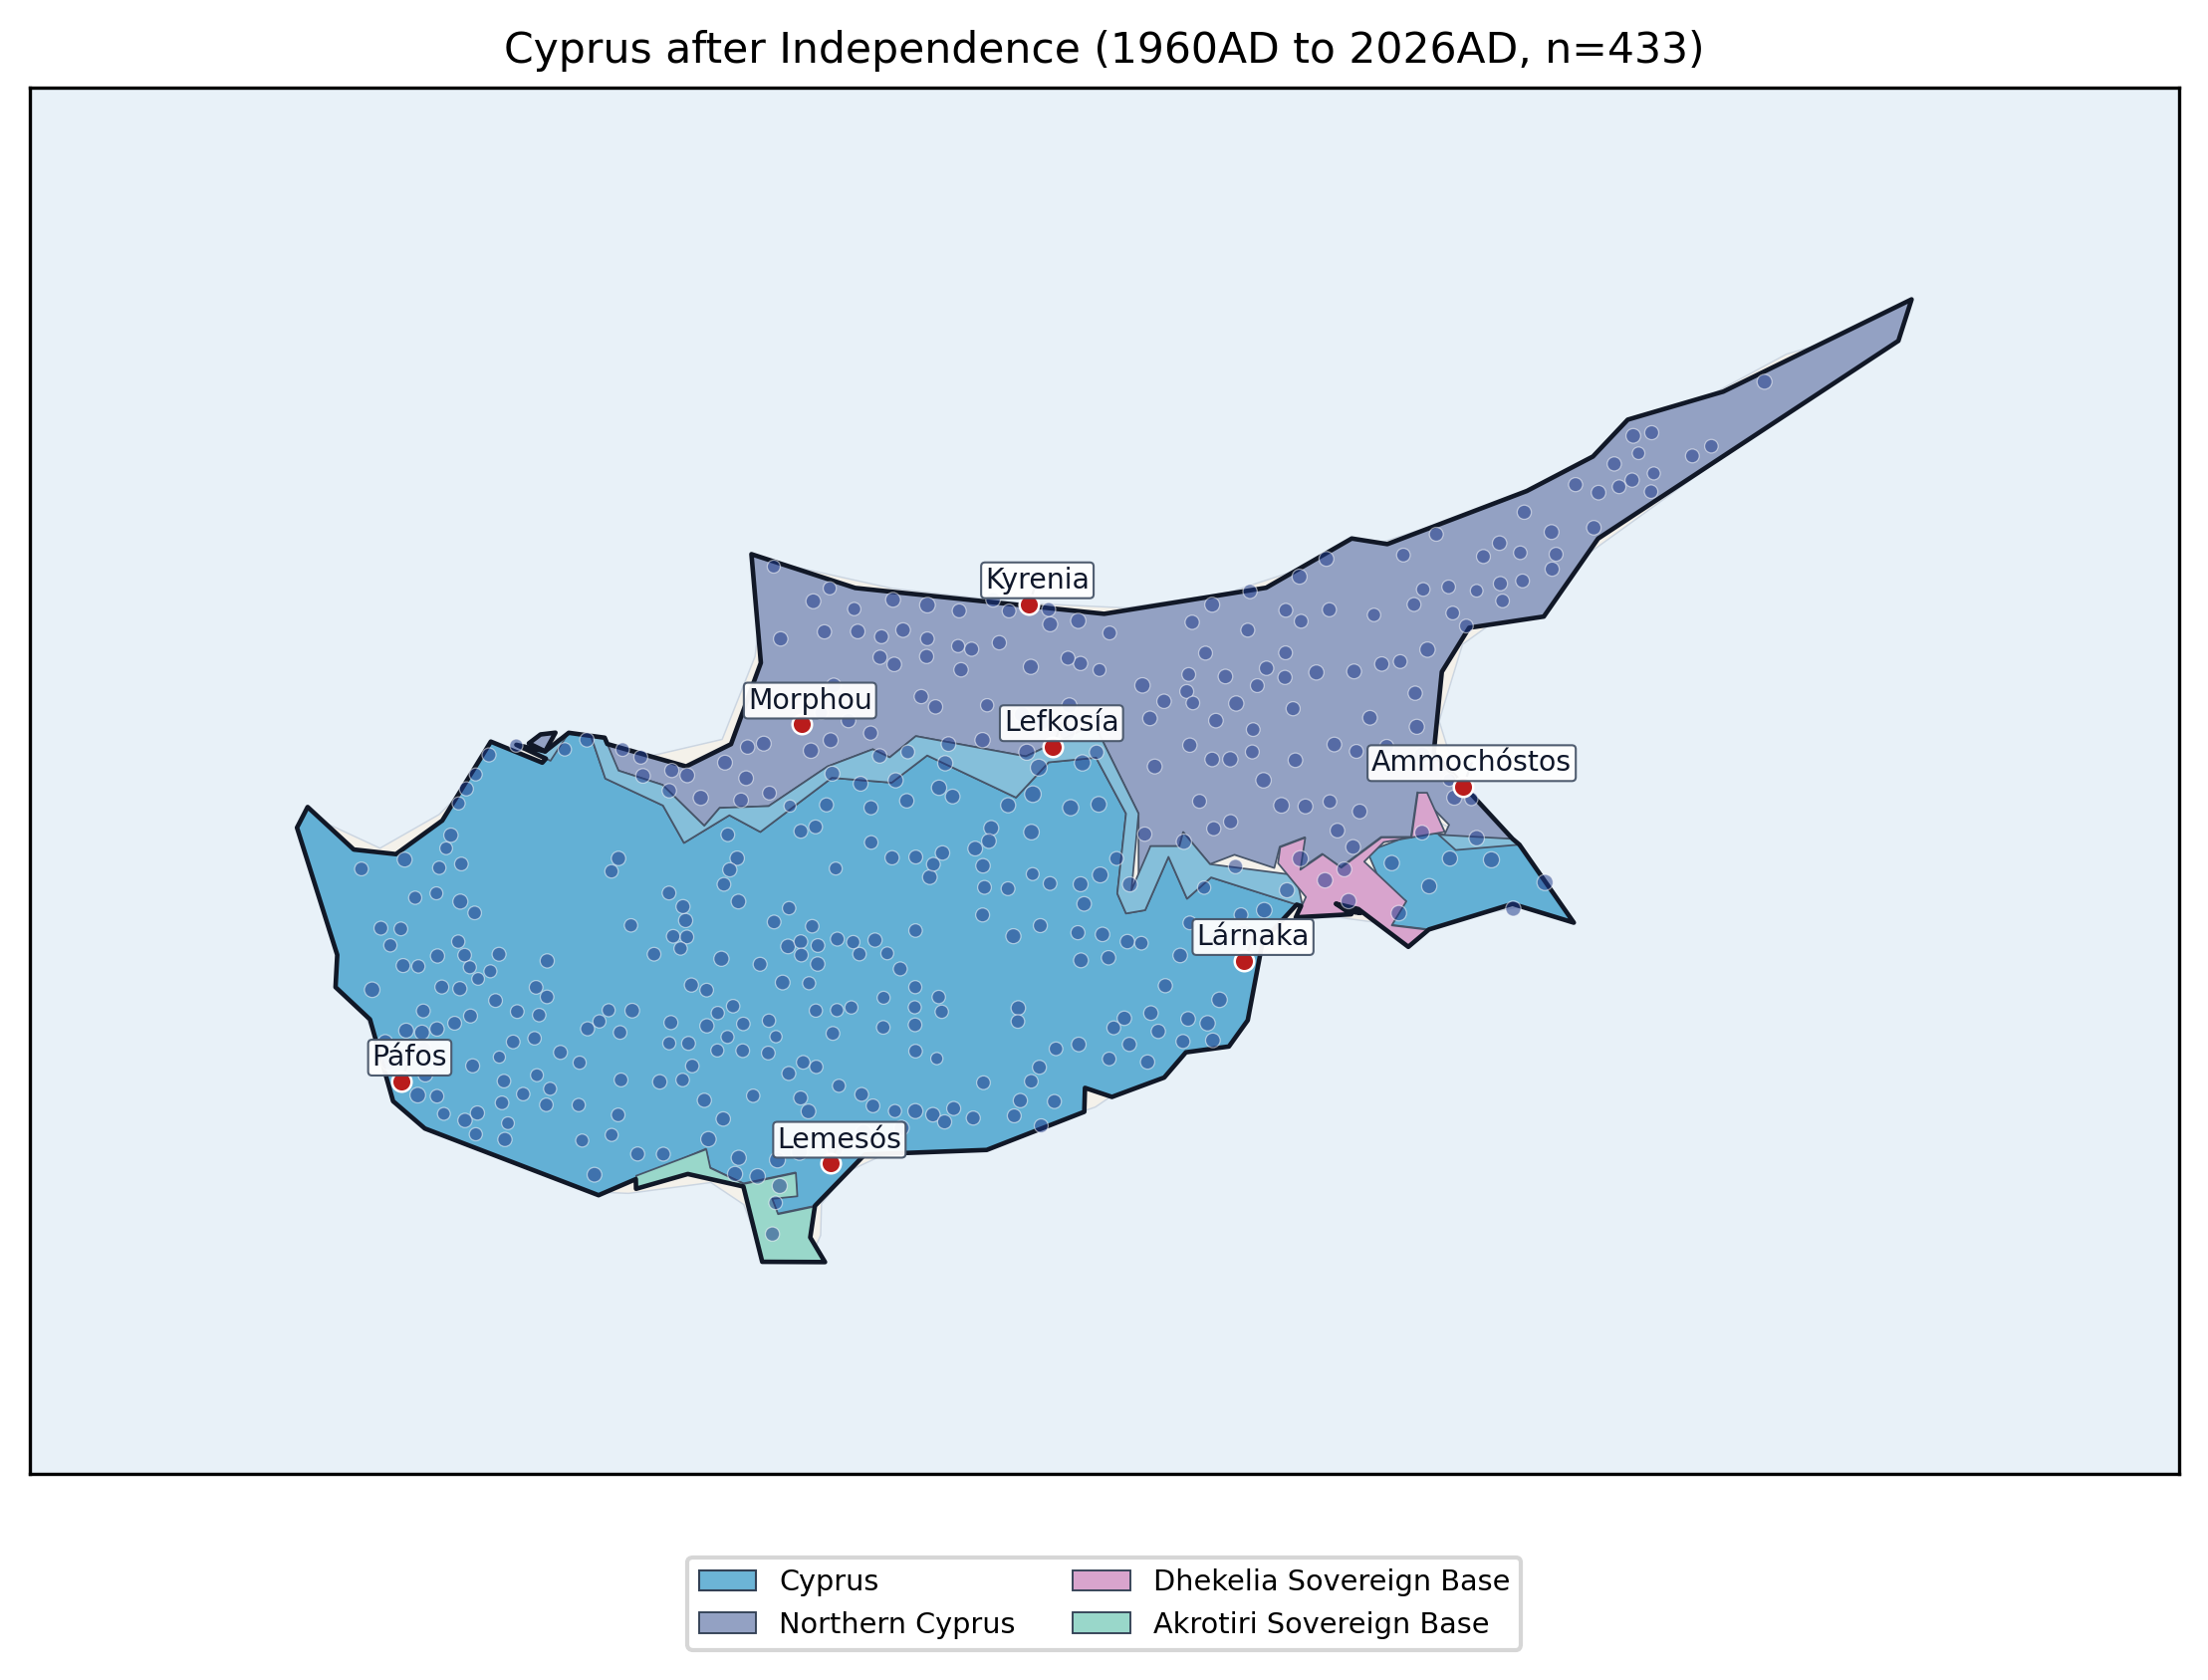 Cyprus after Independence (1960AD to 2026AD, n=433)
Kyrenia
Morphou
Lefkosía
Ammochóstos
Lárnaka
Páfos
Lemesós
Cyprus
Northern Cyprus
Dhekelia Sovereign Base
Akrotiri Sovereign Base